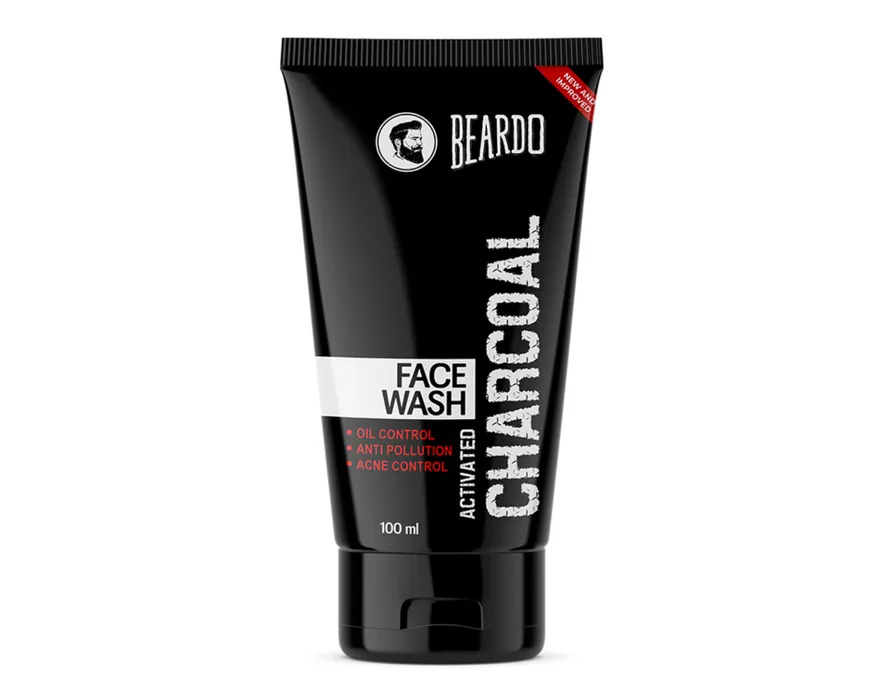 NEW AND
IMPROVED
BEARDO
ACTIVATED
CHARCOAL
FACE
WASH
• OIL CONTROL
• ANTI POLLUTION
• ACNE CONTROL
100 ml